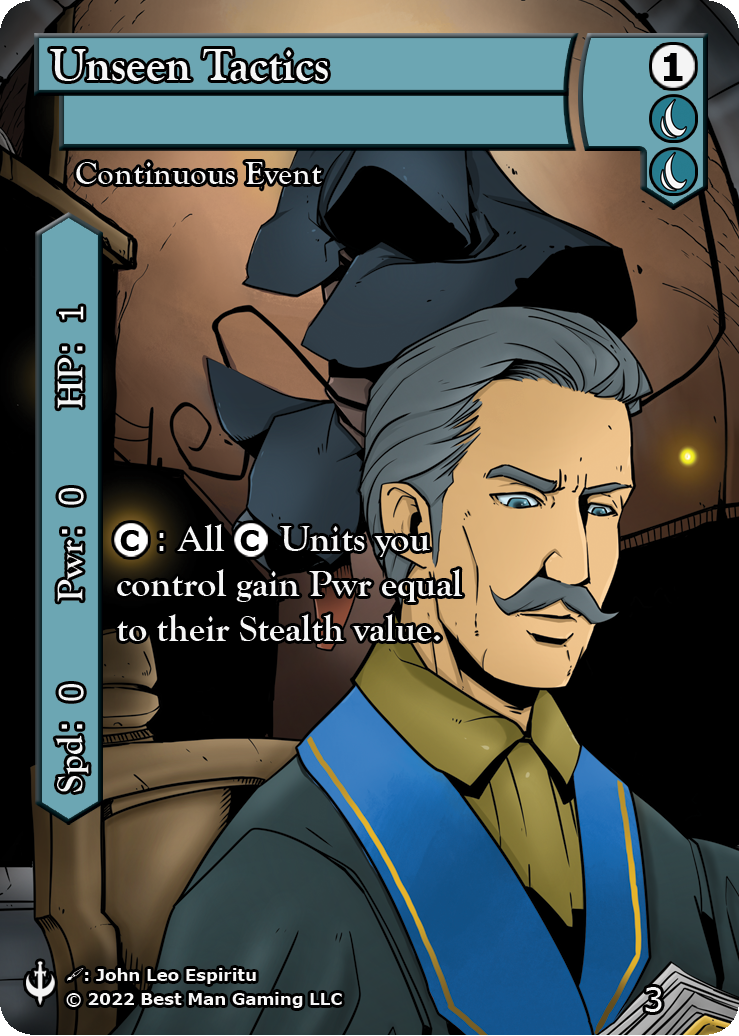 Unseen Tactics
1
Continuous Event
HP: 1
Pwr: 0
Spd: 0
C : All C Units you
control gain Pwr equal
to their Stealth value.
: John Leo Espiritu
© 2022 Best Man Gaming LLC
3